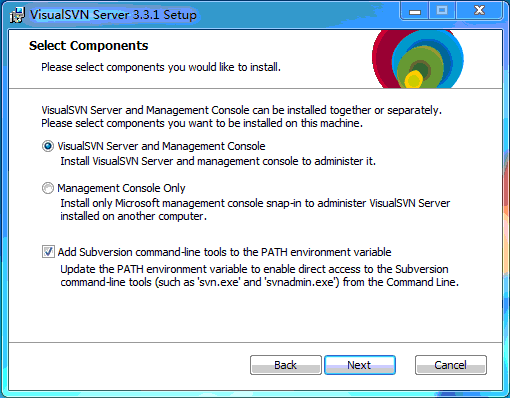 VisualSVN Server 3.3.1 Setup
Select Components
Please select components you would like to install.
VisualSVN Server and Management Console can be installed together or separately.
Please select components you want to be installed on this machine.
VisualSVN Server and Management Console
Install VisualSVN Server and management console to administer it.
Management Console Only
Install only Microsoft management console snap-in to administer VisualSVN Server
installed on another computer.
Add Subversion command-line tools to the PATH environment variable
Update the PATH environment variable to enable direct access to the Subversion
command-line tools (such as 'svn.exe' and 'svnadmin.exe') from the Command Line.
Back Next Cancel